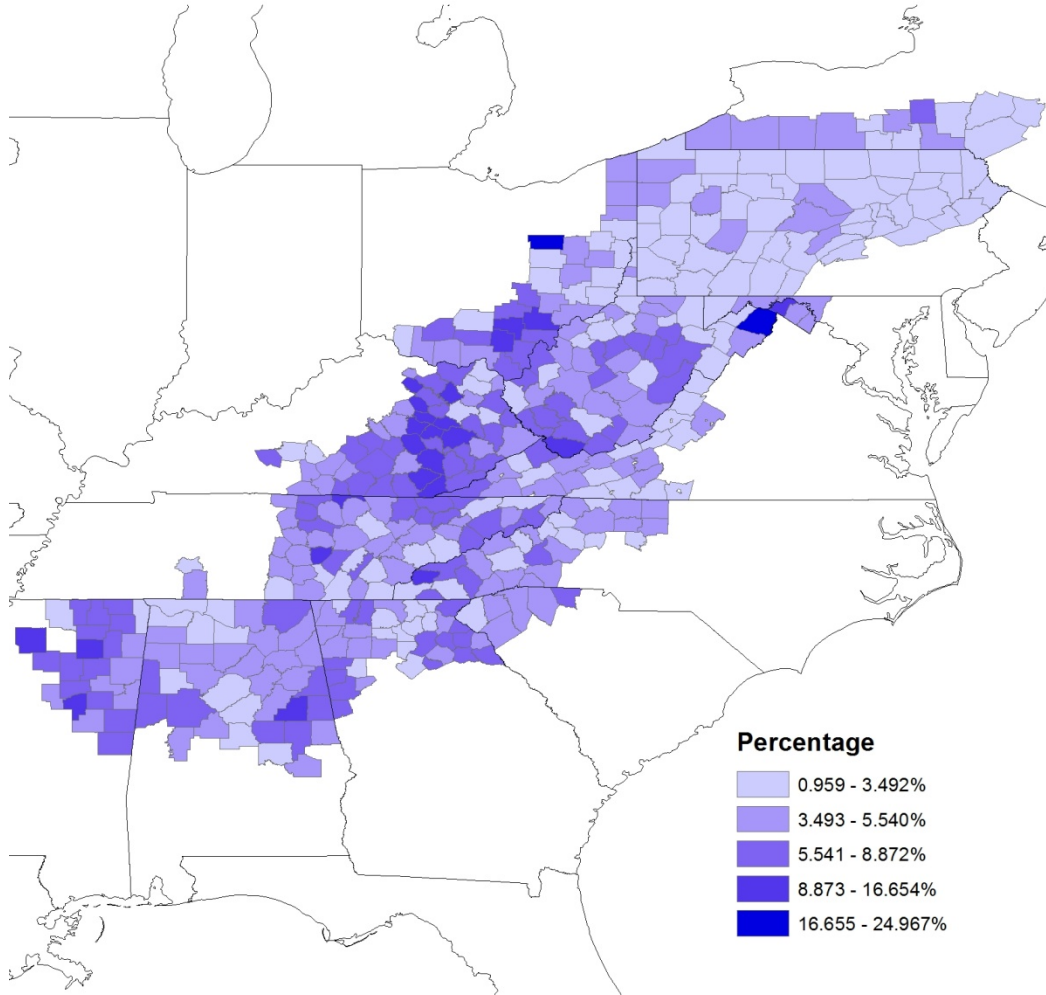 Percentage
0.959 - 3.492%
3.493 - 5.540%
5.541 - 8.872%
8.873 - 16.654%
16.655 - 24.967%